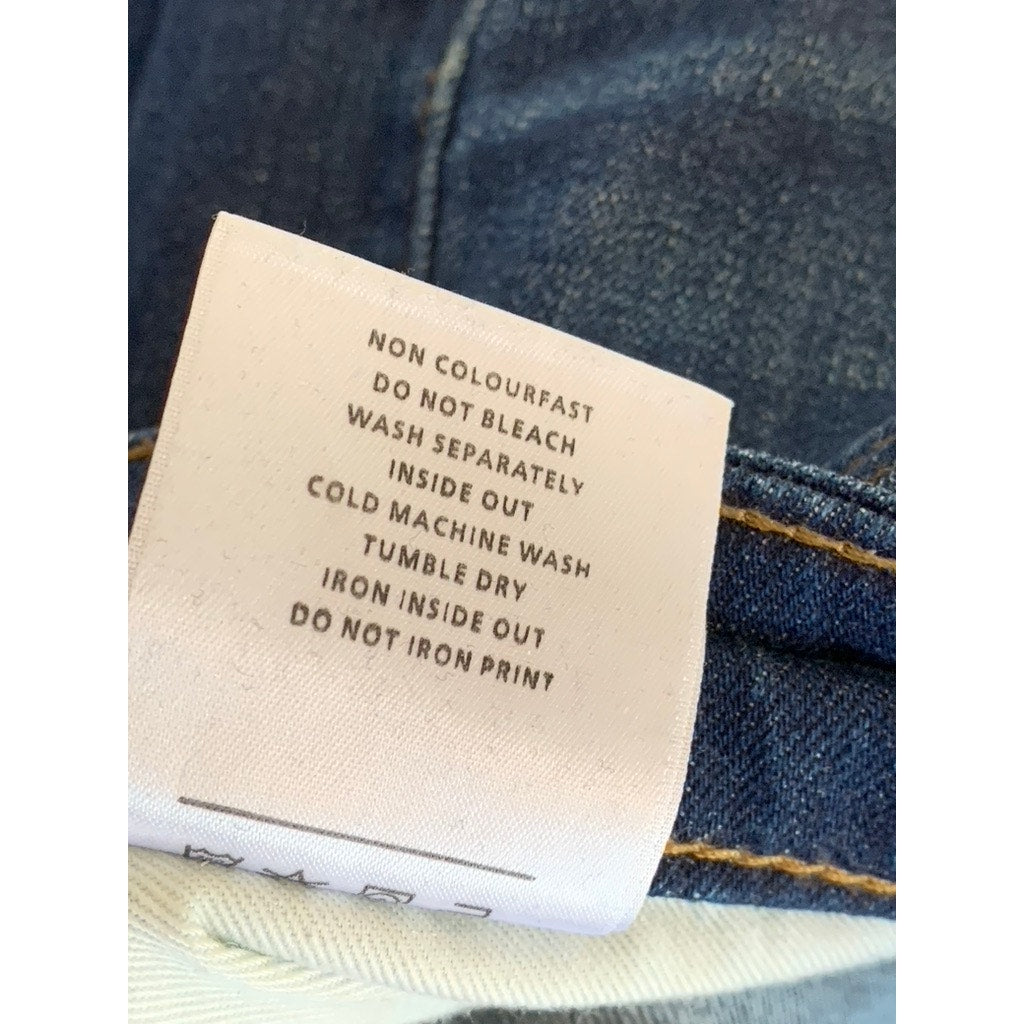 NON COLOURFAST
DO NOT BLEACH
WASH SEPARATELY
INSIDE OUT
COLD MACHINE WASH
TUMBLE DRY
IRON INSIDE OUT
DO NOT IRON PRINT